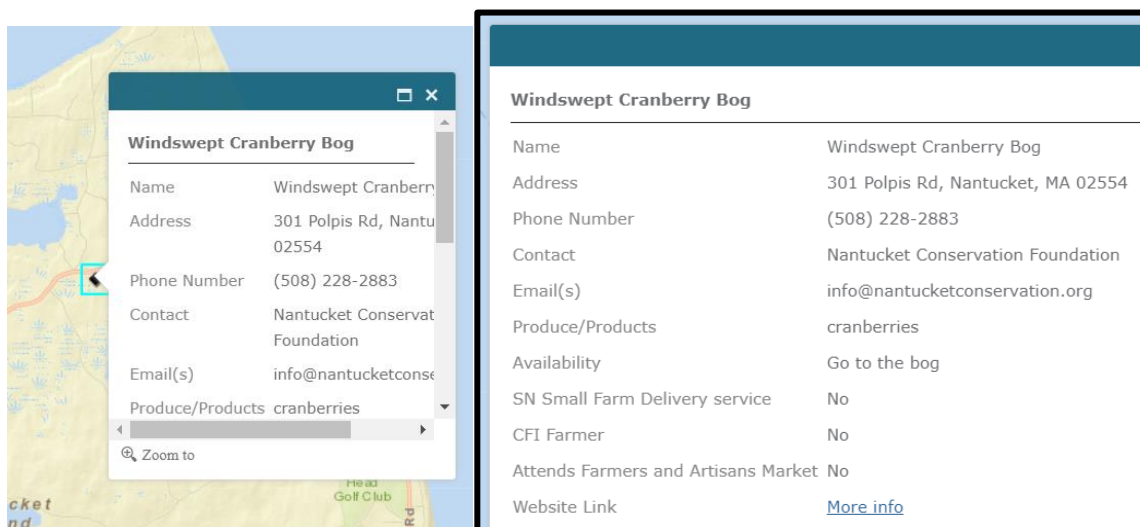 Windswept Cranberry Bog
Name Windswept Cranberry
Address 301 Polpis Rd, Nantu
02554
Phone Number (508) 228-2883
Contact Nantucket Conservat
Foundation
Email(s) info@nantucketconse
Produce/Products cranberries
Zoom to
Head
Golf Club
Rd
cket
nd
Windswept Cranberry Bog
Name Windswept Cranberry Bog
Address 301 Polpis Rd, Nantucket, MA 02554
Phone Number (508) 228-2883
Contact Nantucket Conservation Foundation
Email(s) info@nantucketconservation.org
Produce/Products cranberries
Availability Go to the bog
SN Small Farm Delivery service No
CFI Farmer No
Attends Farmers and Artisans Market No
Website Link More info